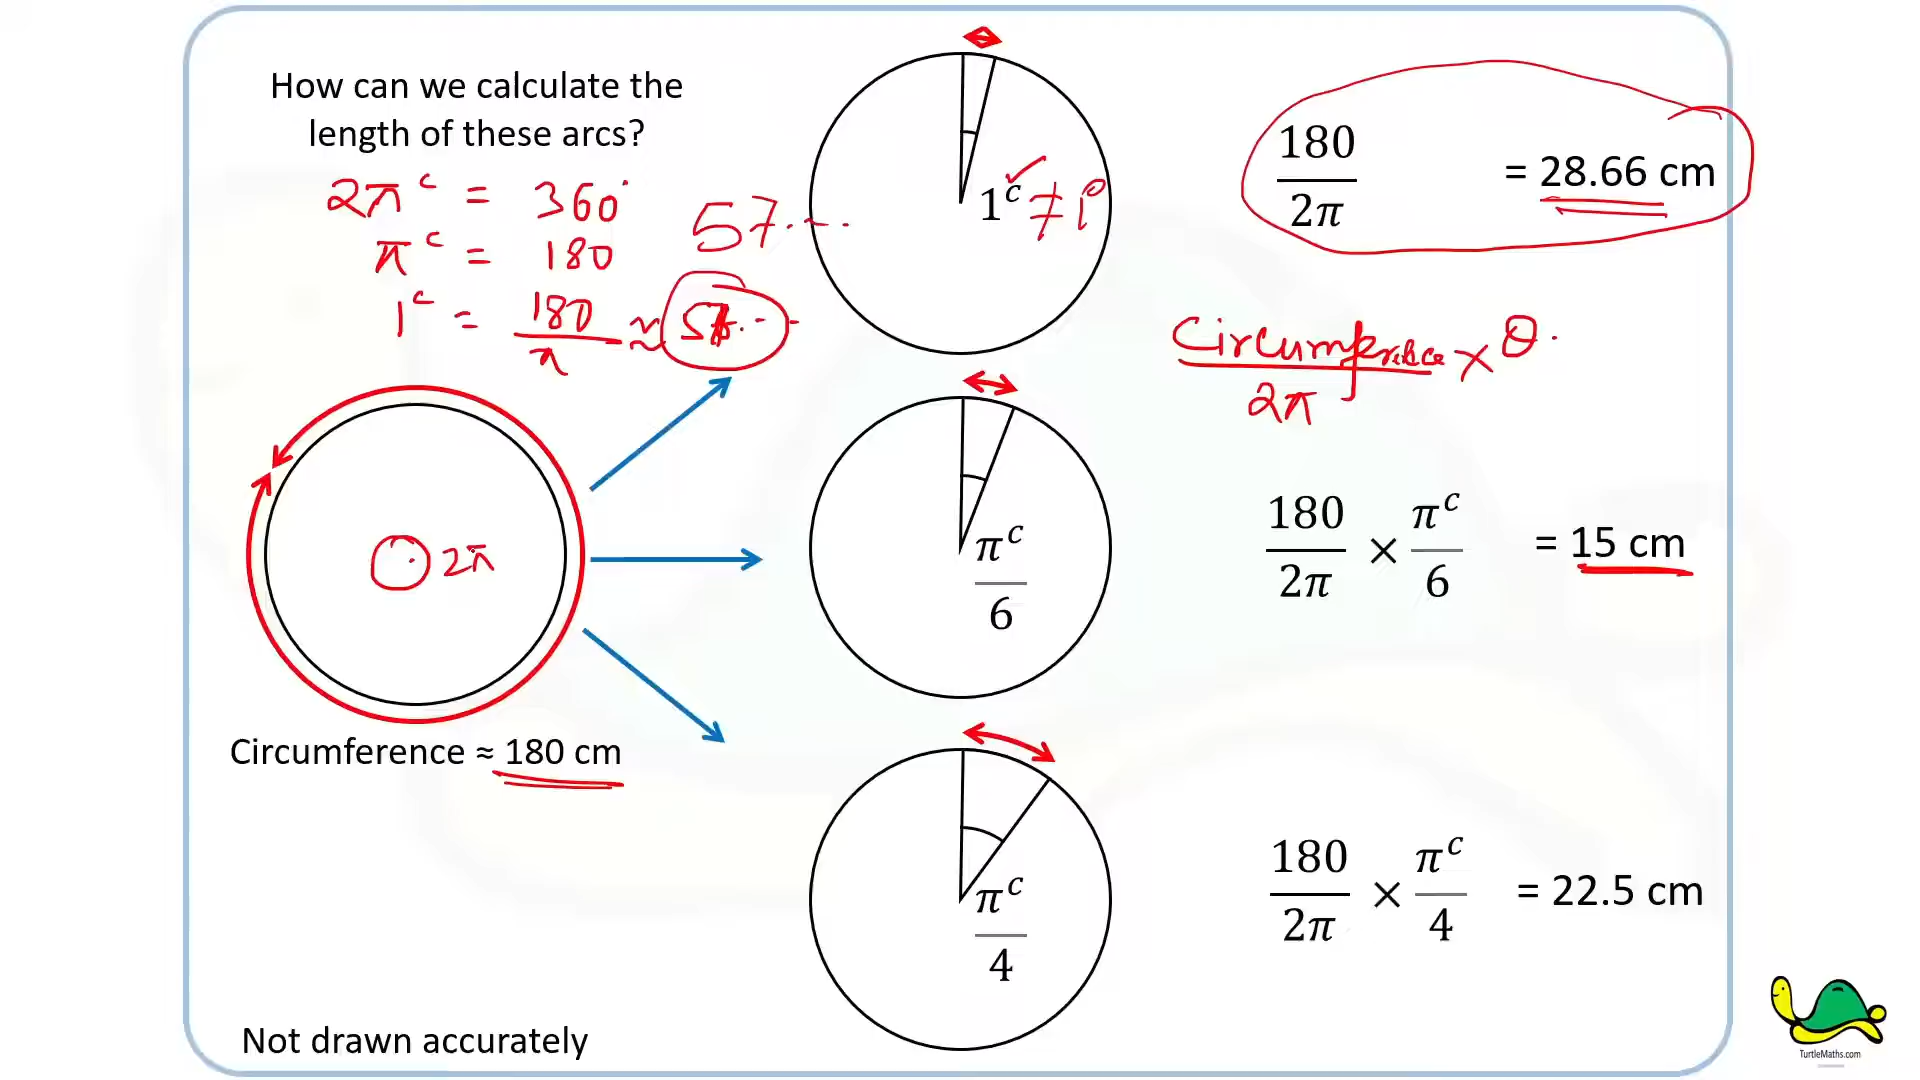 How can we calculate the
length of these arcs?
2π^c = 360°
π^c = 180
1^c = 180/π ≈ 57...
57...
1^c ≠ 1°
180/2π = 28.66 cm
Circumference/2π × θ
2π
Circumference ≈ 180 cm
π^c/6
180/2π × π^c/6 = 15 cm
π^c/4
180/2π × π^c/4 = 22.5 cm
Not drawn accurately
TurtleMaths.com